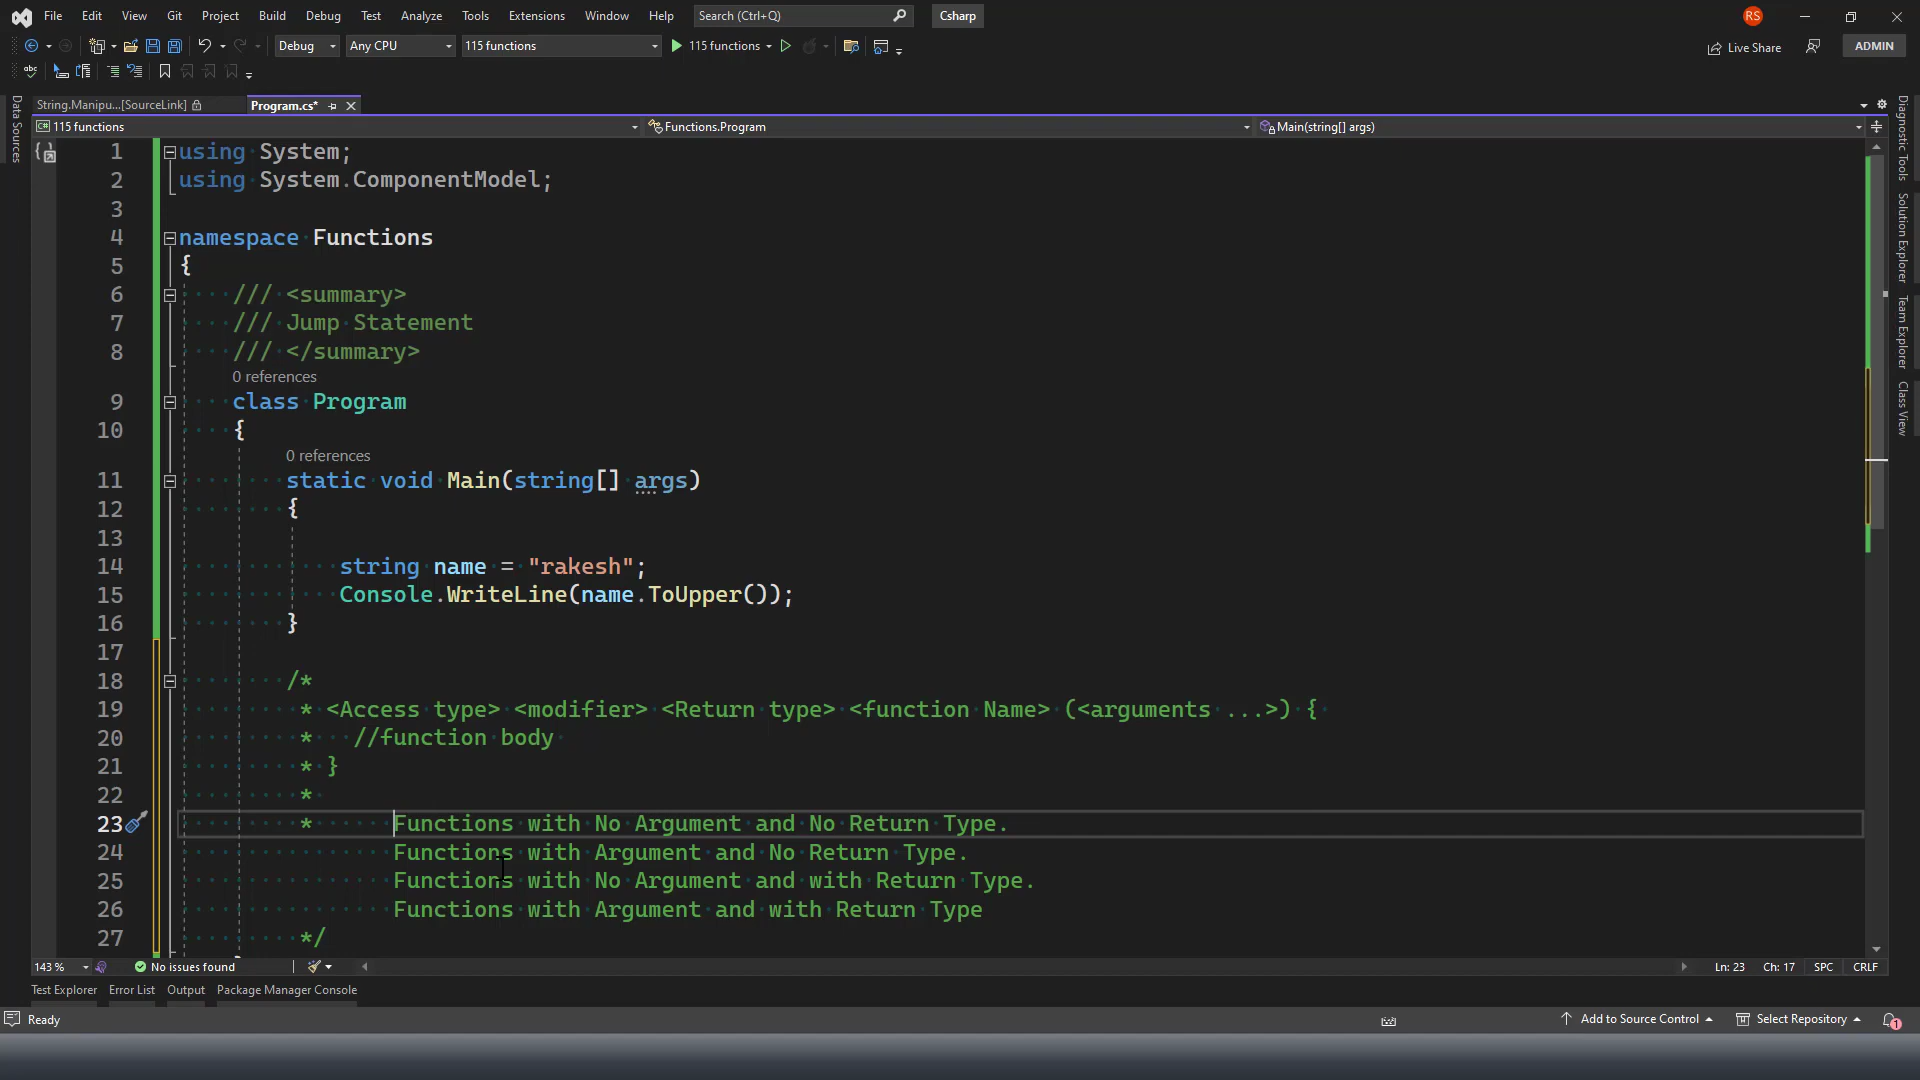 File Edit View Git Project Build Debug Test Analyze Tools Extensions Window Help Search (Ctrl+Q) Csharp RS
Debug Any CPU 115 functions 115 functions Live Share ADMIN
abc
String.Manipu...[SourceLink] Program.cs*
115 functions Functions.Program Main(string[] args)
Data Sources
Diagnostic Tools
Solution Explorer
Team Explorer
Class View
1 using System;
2 using System.ComponentModel;
3
4 namespace Functions
5 {
6 /// <summary>
7 /// Jump Statement
8 /// </summary>
0 references
9 class Program
10 {
0 references
11 static void Main(string[] args)
12 {
13
14 string name = "rakesh";
15 Console.WriteLine(name.ToUpper());
16 }
17
18 /*
19 * <Access type> <modifier> <Return type> <function Name> (<arguments ...>) {
20 * //function body
21 * }
22 *
23 * Functions with No Argument and No Return Type.
24 Functions with Argument and No Return Type.
25 Functions with No Argument and with Return Type.
26 Functions with Argument and with Return Type
27 */
143 % No issues found Ln: 23 Ch: 17 SPC CRLF
Test Explorer Error List Output Package Manager Console
Ready Add to Source Control Select Repository 1